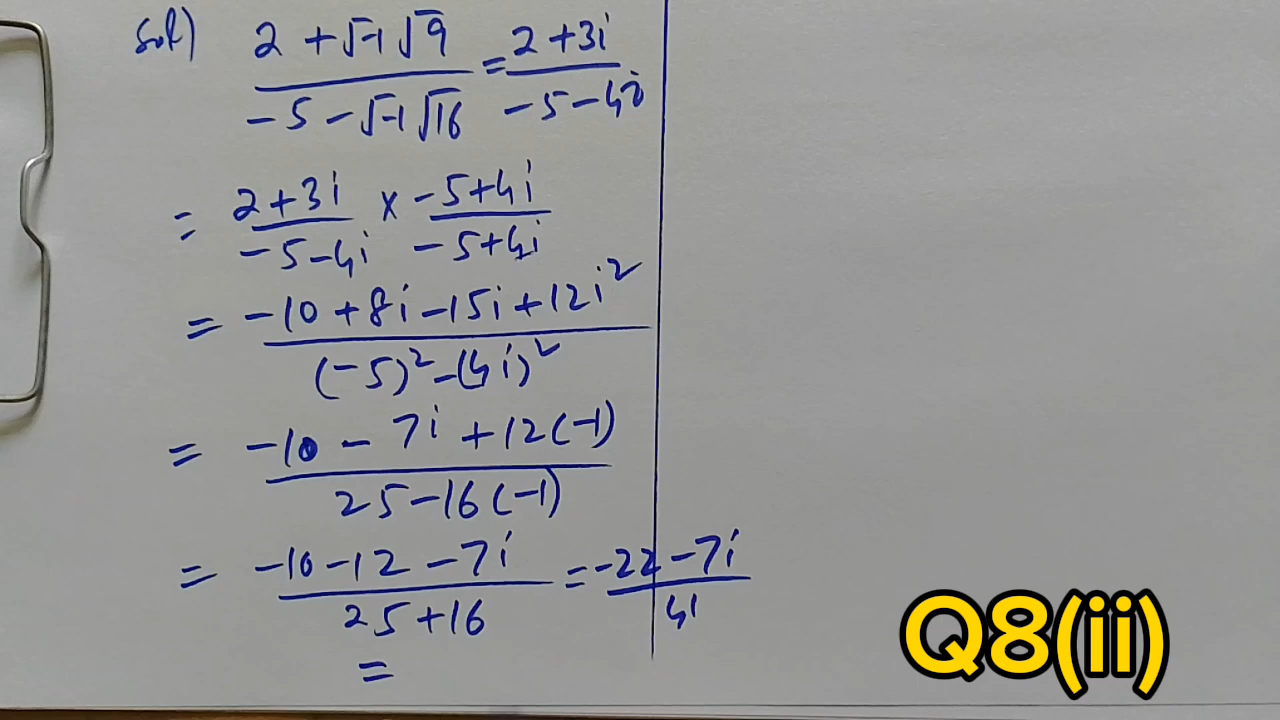 Sol) (2 + √-1 √9) / (-5 - √-1 √16) = (2 + 3i) / (-5 - 4i)
= (2 + 3i) / (-5 - 4i) × (-5 + 4i) / (-5 + 4i)
= (-10 + 8i - 15i + 12i²) / ((-5)² - (4i)²)
= (-10 - 7i + 12(-1)) / (25 - 16(-1))
= (-10 - 12 - 7i) / (25 + 16) = (-22 - 7i) / 41
=
Q8(ii)